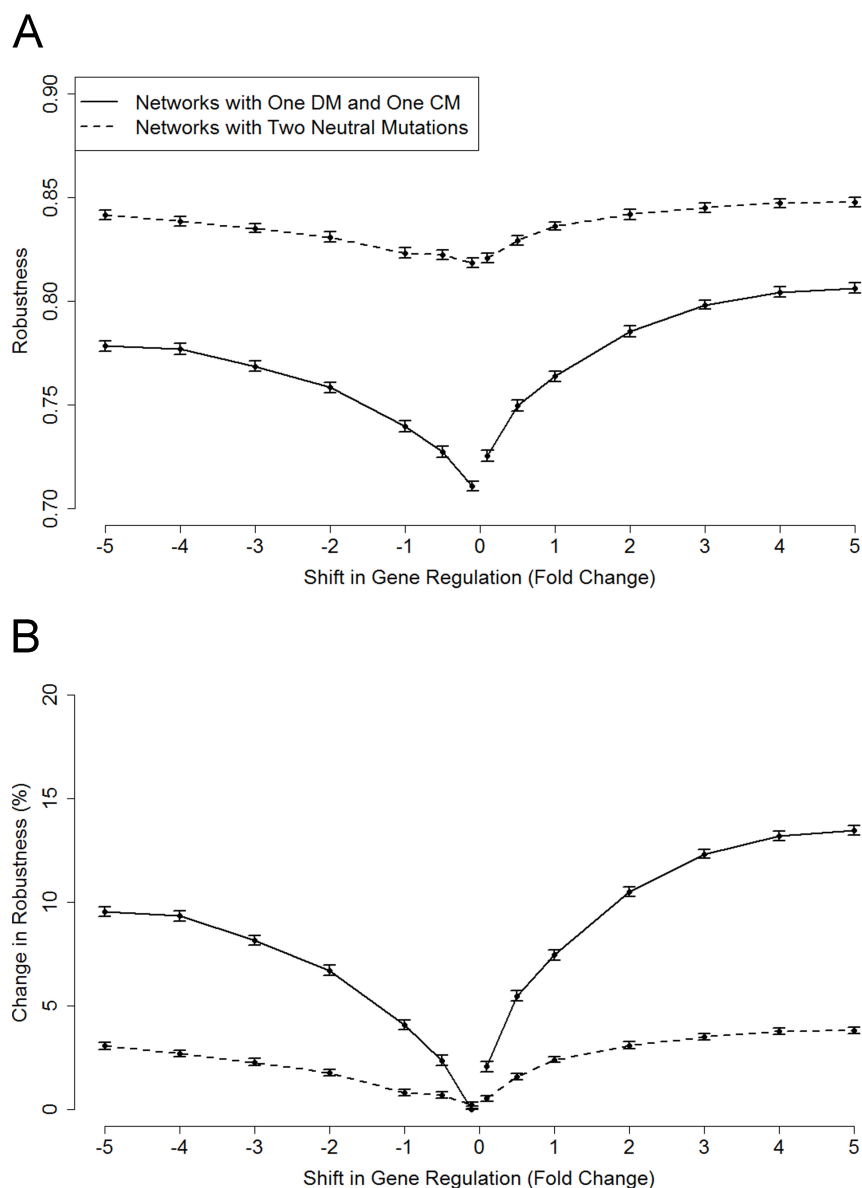 A
Networks with One DM and One CM
Networks with Two Neutral Mutations
Robustness
0.90
0.85
0.80
0.75
0.70
-5 -4 -3 -2 -1 0 1 2 3 4 5
Shift in Gene Regulation (Fold Change)
B
Change in Robustness (%)
20
15
10
5
0
-5 -4 -3 -2 -1 0 1 2 3 4 5
Shift in Gene Regulation (Fold Change)